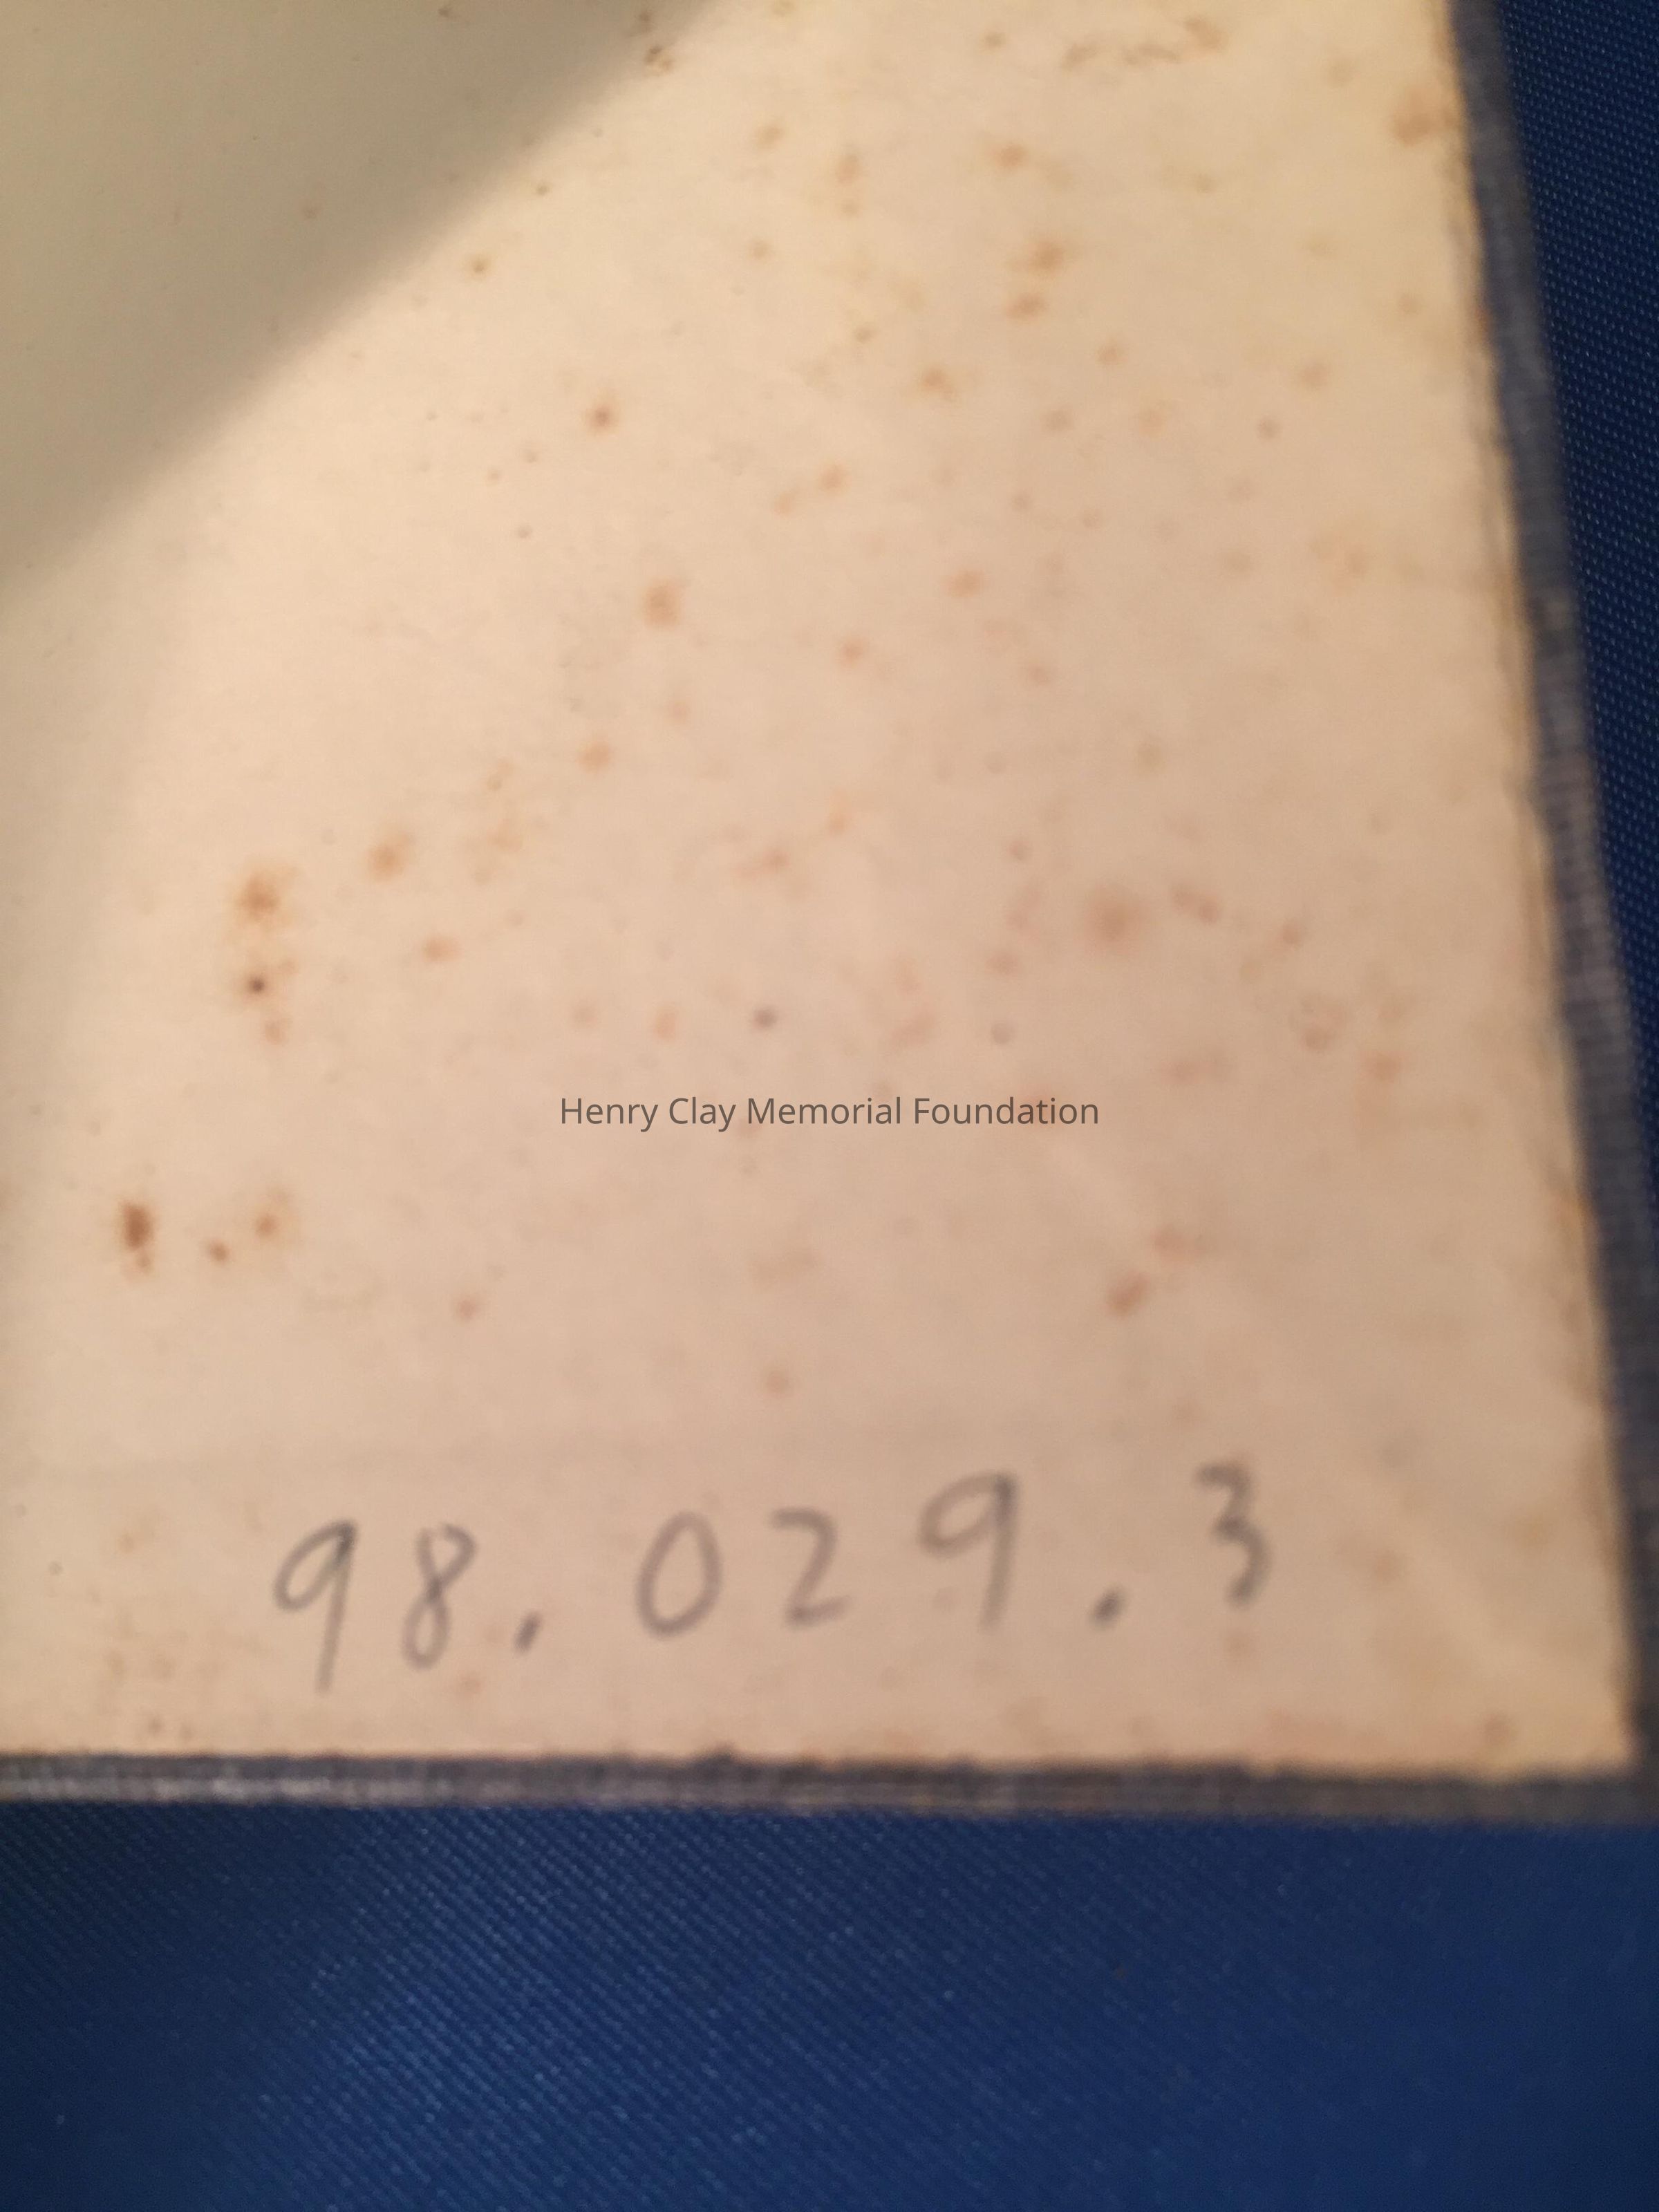 Henry Clay Memorial Foundation
98.029.3